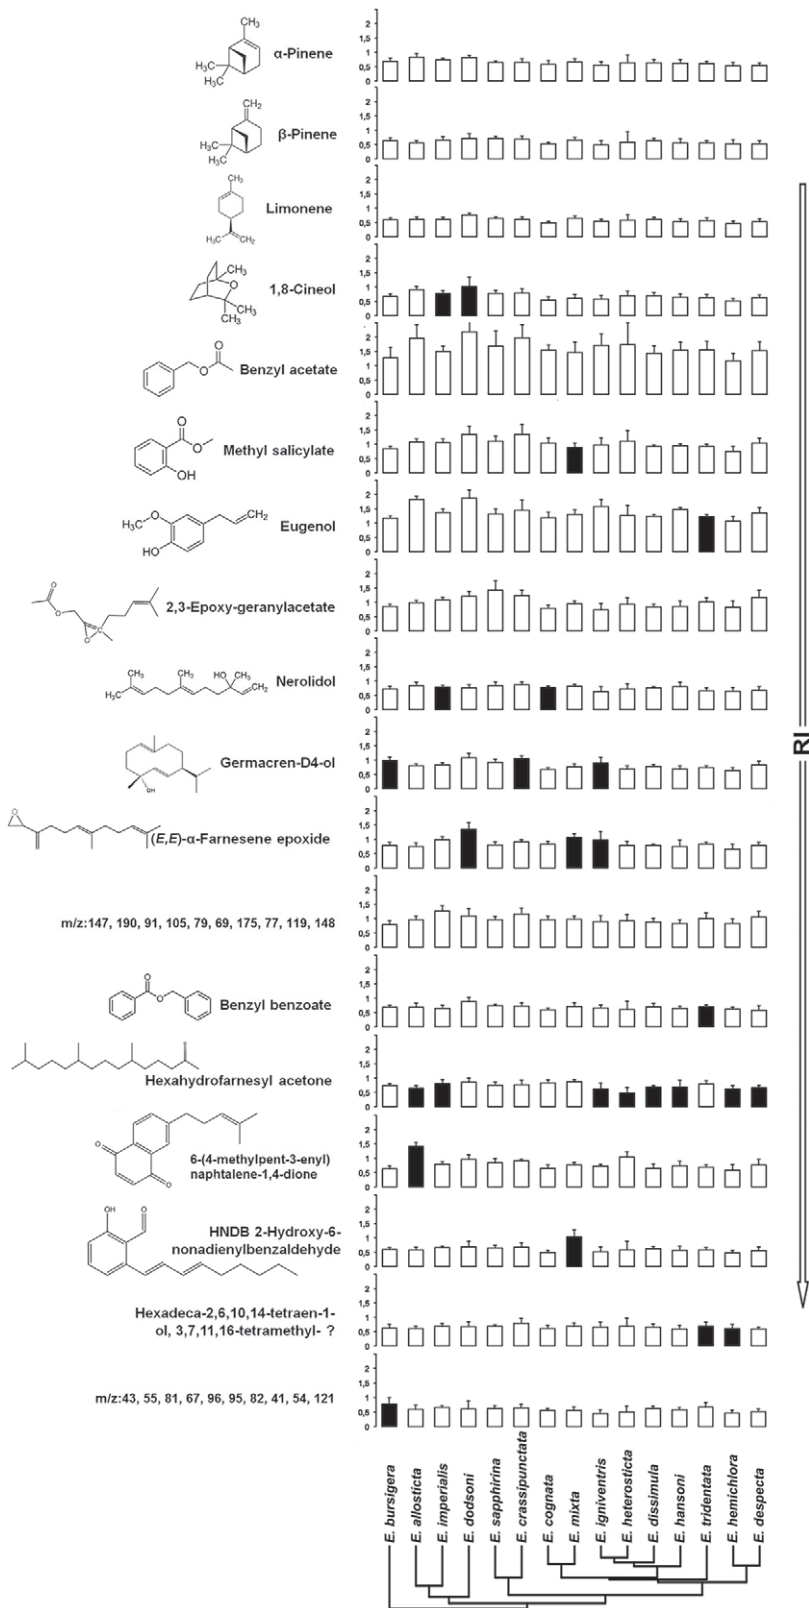 α-Pinene
β-Pinene
Limonene
1,8-Cineol
Benzyl acetate
Methyl salicylate
Eugenol
2,3-Epoxy-geranylacetate
Nerolidol
Germacren-D4-ol
(E,E)-α-Farnesene epoxide
m/z:147, 190, 91, 105, 79, 69, 175, 77, 119, 148
Benzyl benzoate
Hexahydrofarnesyl acetone
6-(4-methylpent-3-enyl)
naphtalene-1,4-dione
HNDB 2-Hydroxy-6-
nonadienylbenzaldehyde
Hexadeca-2,6,10,14-tetraen-1-
ol, 3,7,11,16-tetramethyl- ?
m/z:43, 55, 81, 67, 96, 95, 82, 41, 54, 121
RI
E. bursigera
E. allosticta
E. imperialis
E. dodsoni
E. sapphirina
E. crassipunctata
E. cognata
E. mixta
E. igniventris
E. heterosticta
E. dissimula
E. hansoni
E. tridentata
E. hemichlora
E. despecta